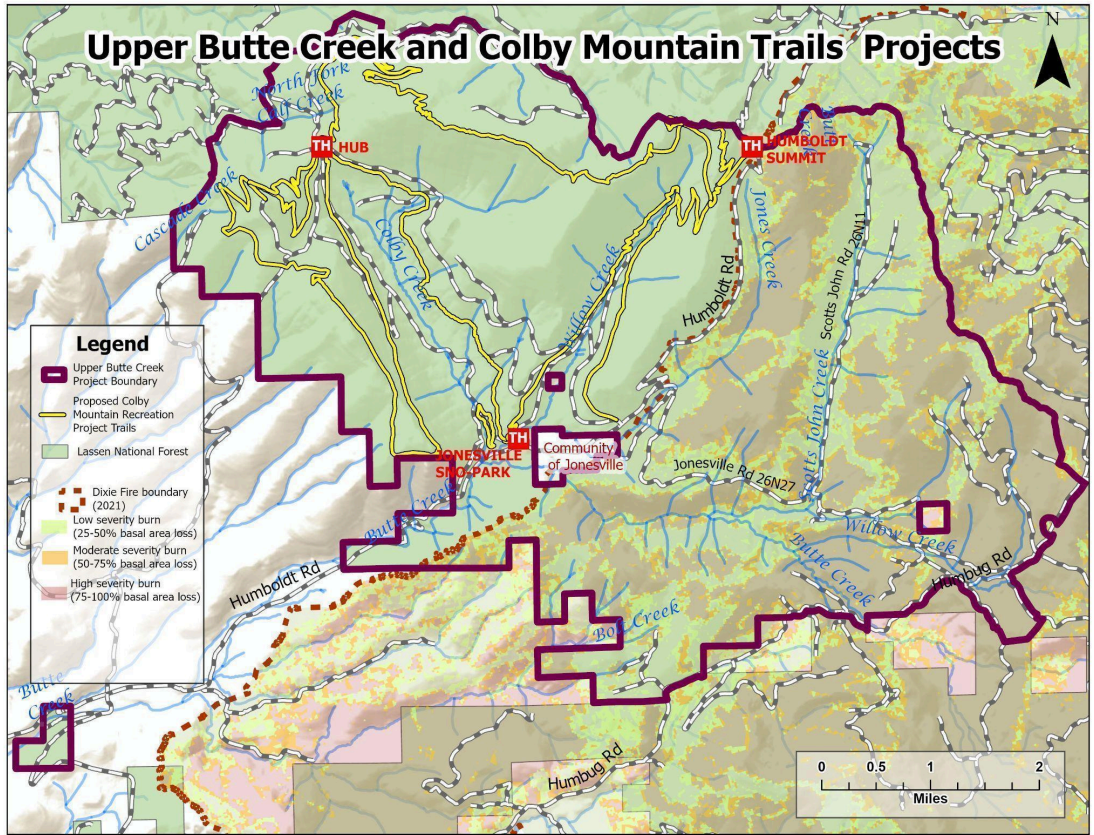 Upper Butte Creek and Colby Mountain Trails Projects
N
North Fork
Calf Creek
TH HUB
TH HUMBOLDT
SUMMIT
Butt
Creek
Cascade Creek
Colby Creek
Jones Creek
Scotts John Rd 26N11
Willow Creek
Humboldt Rd
Scotts John Creek
TH
JONESVILLE
SNO-PARK
Community
of Jonesville
Jonesville Rd 26N27
Butte Creek
Willow Creek
Butte Creek
Humbug Rd
Humboldt Rd
Bolt Creek
Butte
Creek
Humbug Rd
Legend
Upper Butte Creek
Project Boundary
Proposed Colby
Mountain Recreation
Project Trails
Lassen National Forest
Dixie Fire boundary
(2021)
Low severity burn
(25-50% basal area loss)
Moderate severity burn
(50-75% basal area loss)
High severity burn
(75-100% basal area loss)
0 0.5 1 2
Miles